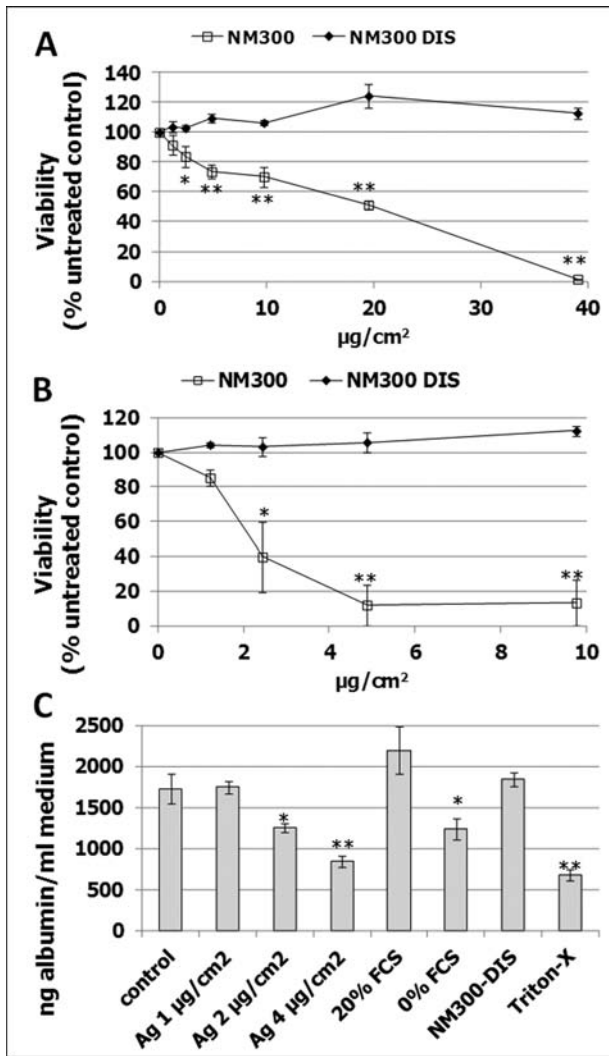 A
NM300 NM300 DIS
Viability
(% untreated control)
140
120
100
80
60
40
20
0
*
**
**
**
**
0 10 20 30 40
µg/cm²
B
NM300 NM300 DIS
Viability
(% untreated control)
120
100
80
60
40
20
0
*
**
**
0 2 4 6 8 10
µg/cm²
C
ng albumin/ml medium
2500
2000
1500
1000
500
0
*
**
*
**
control
Ag 1 µg/cm2
Ag 2 µg/cm2
Ag 4 µg/cm2
20% FCS
0% FCS
NM300-DIS
Triton-X